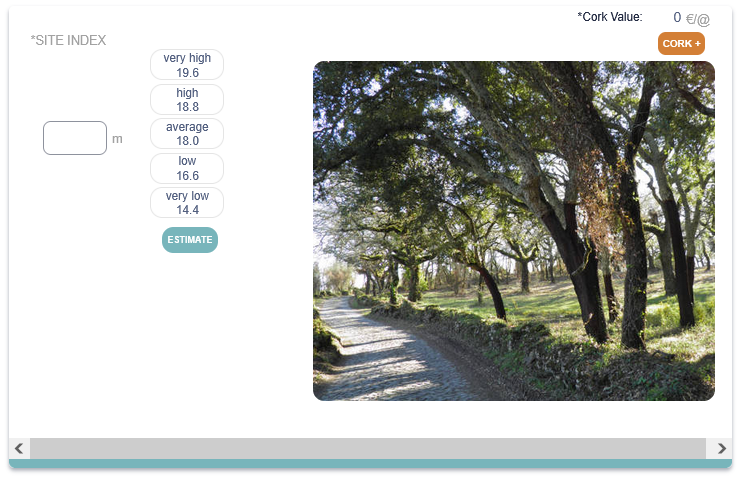 *Cork Value: 0 €/@
CORK +
*SITE INDEX
very high
19.6
high
18.8
average
18.0
low
16.6
very low
14.4
m
ESTIMATE